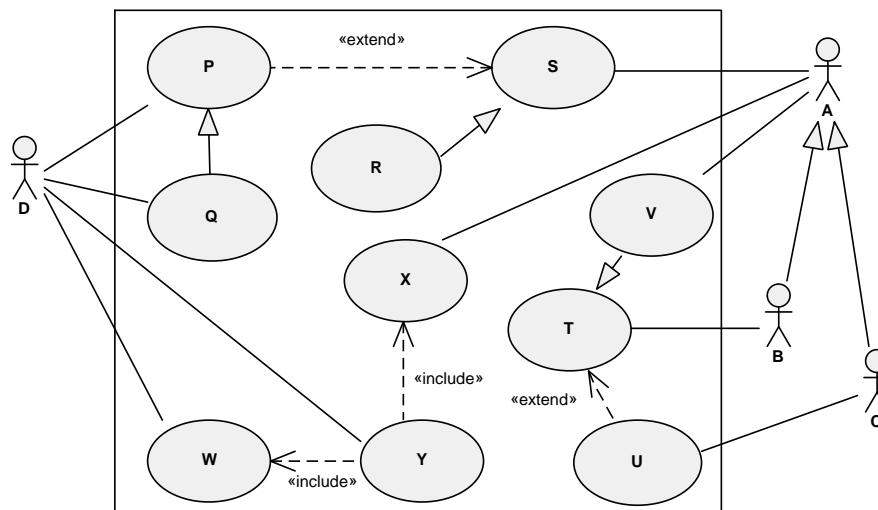 «extend»
P
S
A
R
D
Q
V
X
T
B
«include»
«extend»
C
W
Y
U
«include»